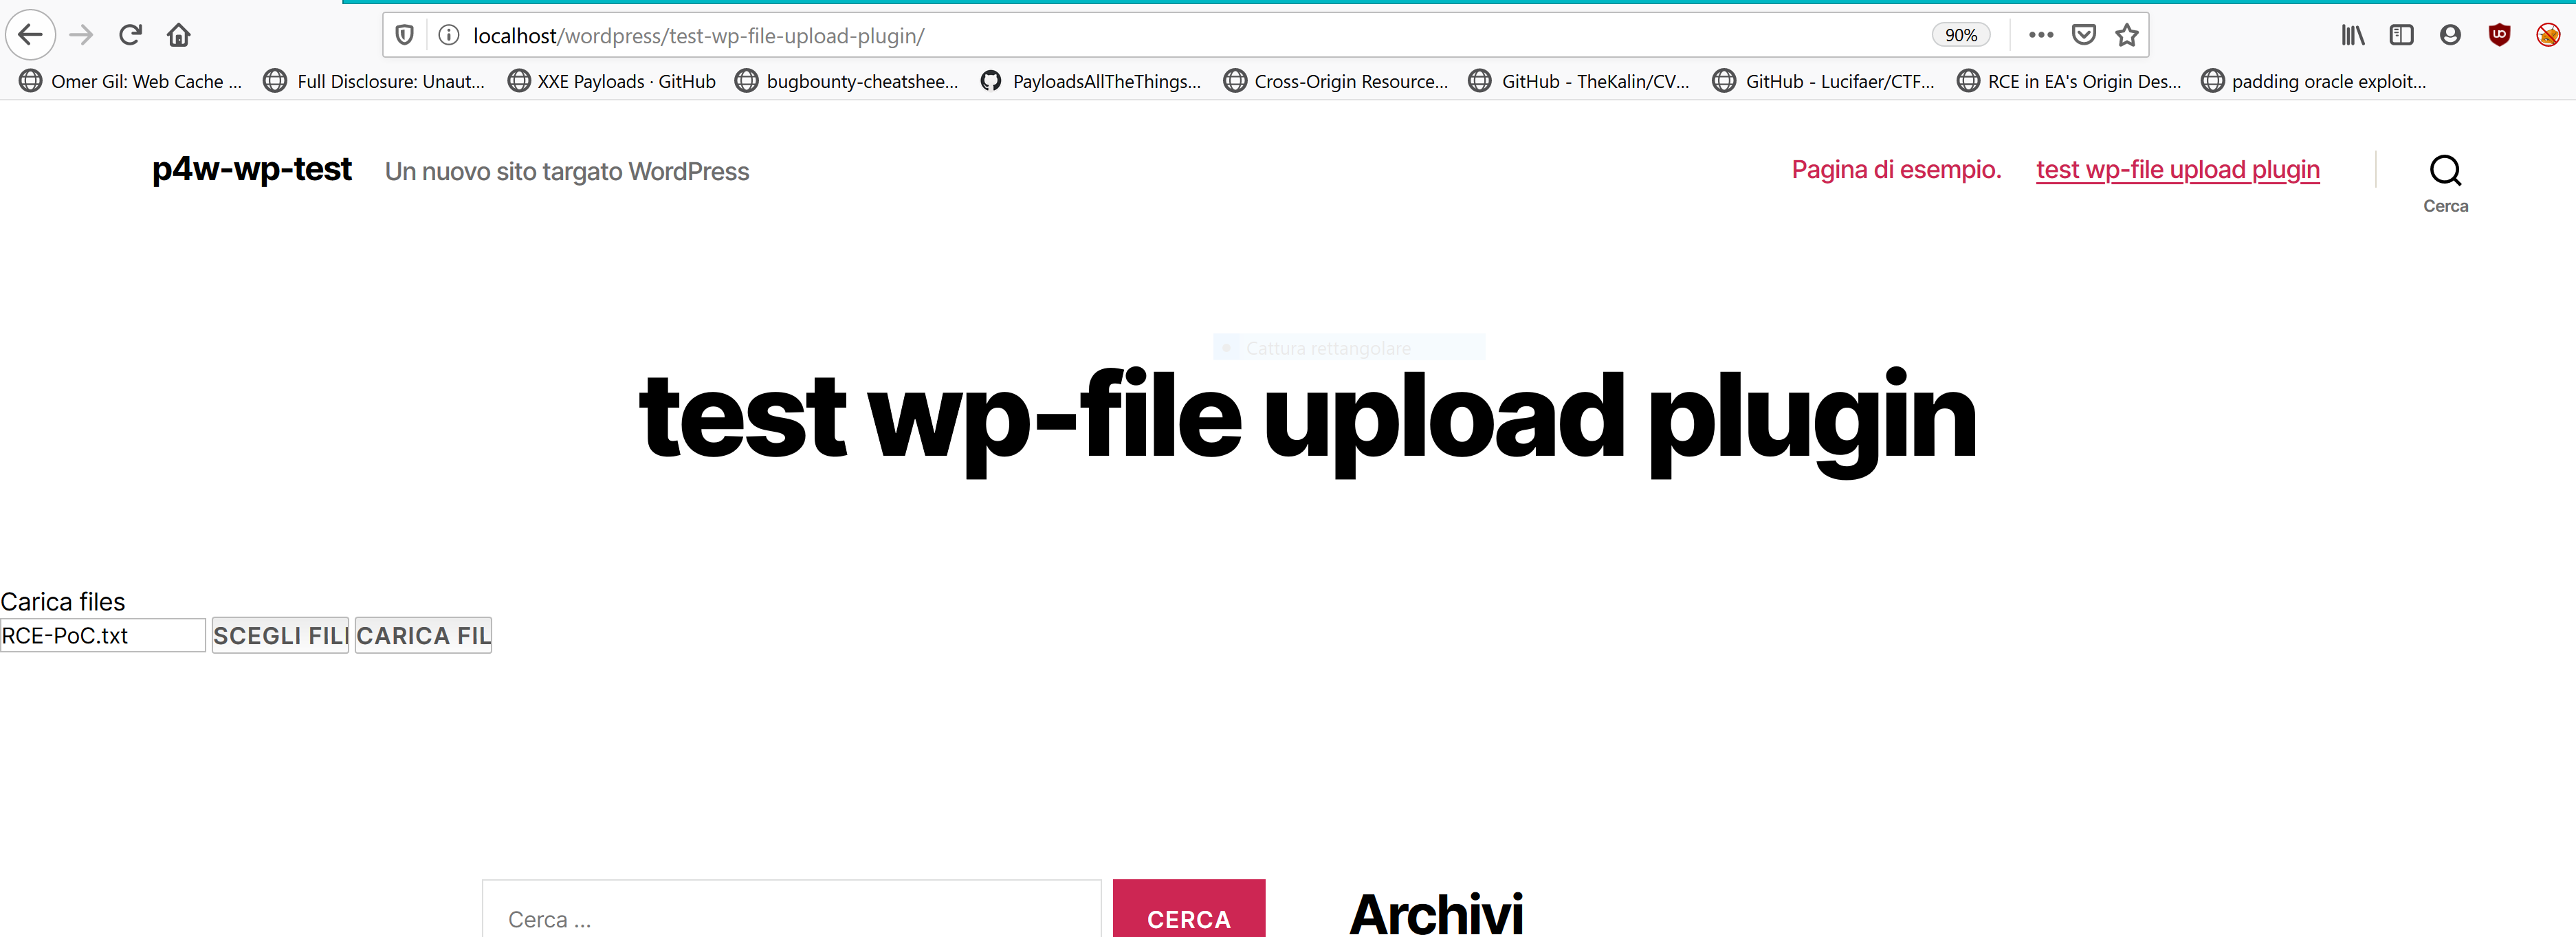 localhost/wordpress/test-wp-file-upload-plugin/ 90%
Omer Gil: Web Cache ... Full Disclosure: Unaut... XXE Payloads · GitHub bugbounty-cheatshee... PayloadsAllTheThings... Cross-Origin Resource... GitHub - TheKalin/CV... GitHub - Lucifaer/CTF... RCE in EA's Origin Des... padding oracle exploit...
p4w-wp-test Un nuovo sito targato WordPress Pagina di esempio. test wp-file upload plugin
Cerca
Cattura rettangolare
test wp-file upload plugin
Carica files
RCE-PoC.txt SCEGLI FIL CARICA FIL
Cerca ... CERCA Archivi